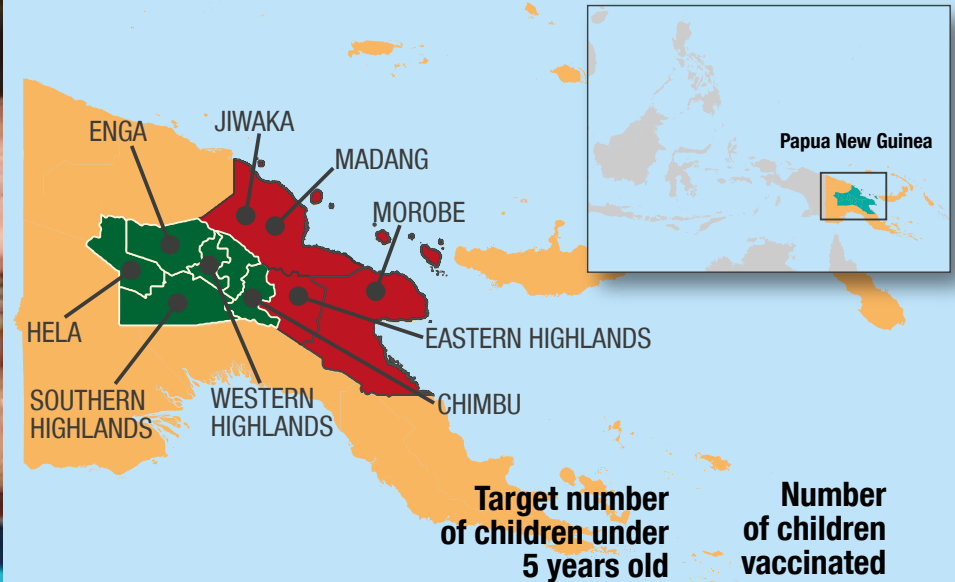 Papua New Guinea
ENGA
JIWAKA
MADANG
MOROBE
HELA
EASTERN HIGHLANDS
SOUTHERN
HIGHLANDS
WESTERN
HIGHLANDS
CHIMBU
Target number
of children under
5 years old
Number
of children
vaccinated